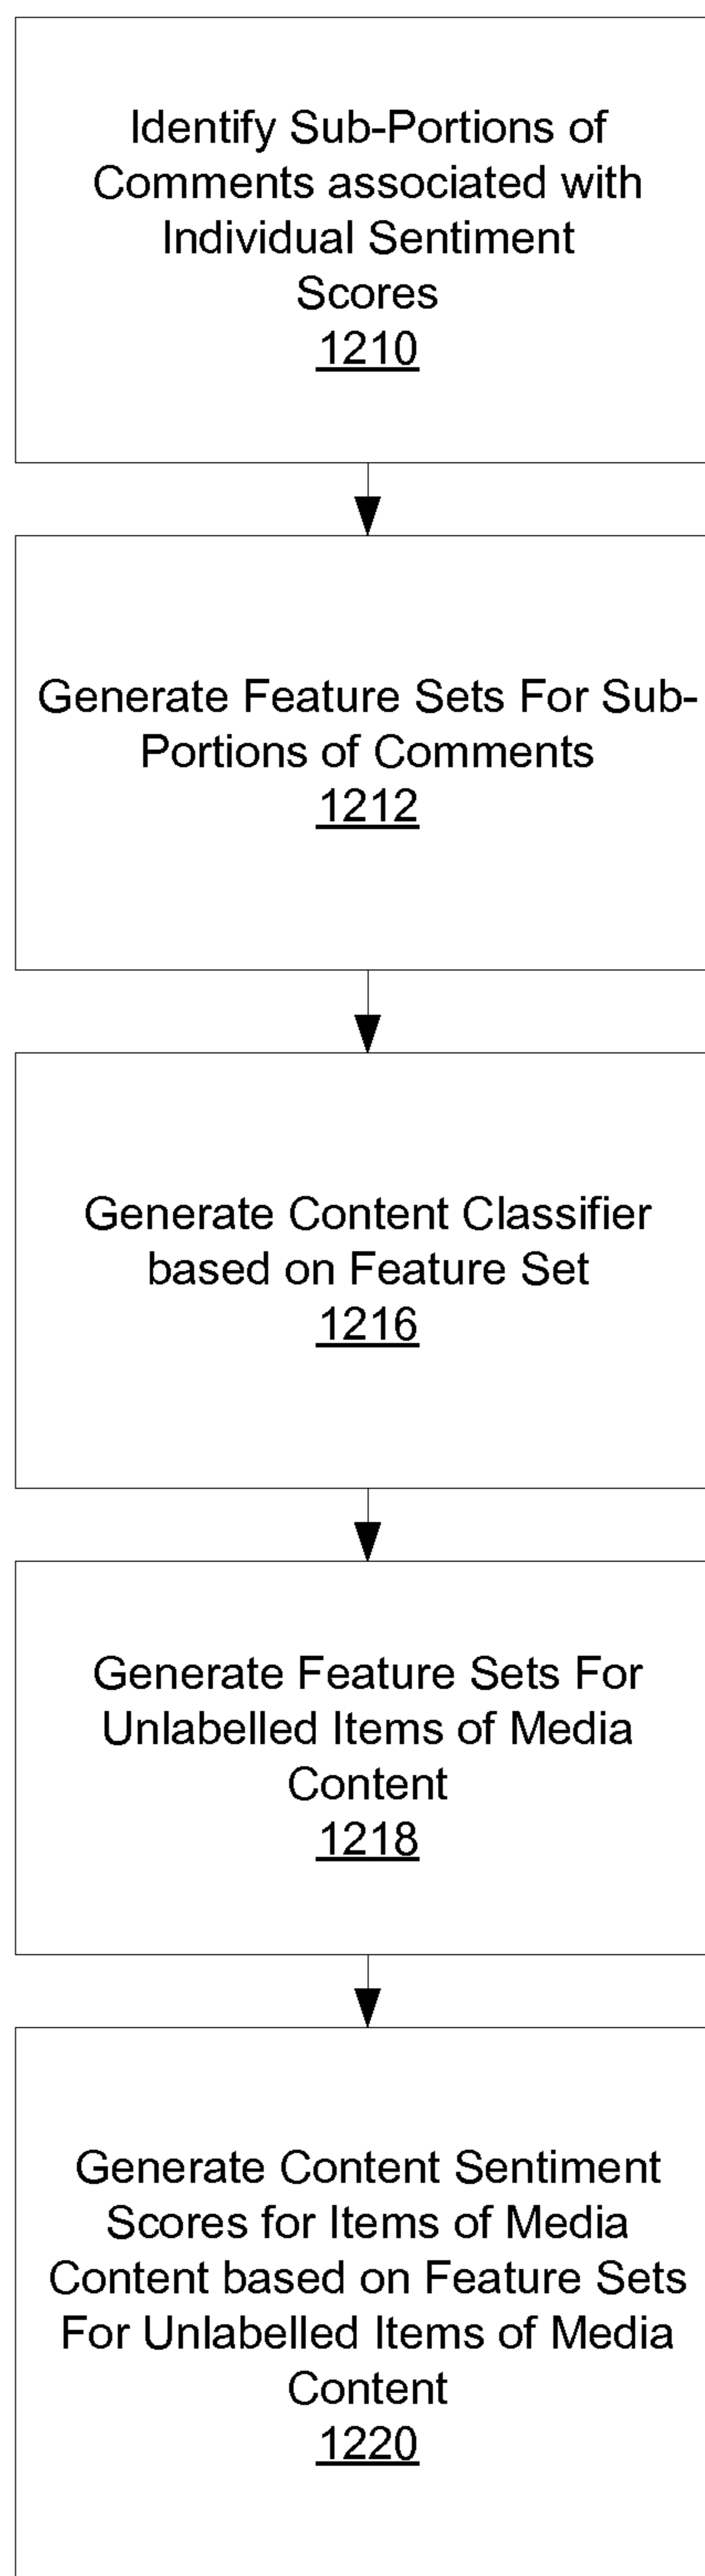 Identify Sub-Portions of
Comments associated with
Individual Sentiment
Scores
1210
Generate Feature Sets For Sub-
Portions of Comments
1212
Generate Content Classifier
based on Feature Set
1216
Generate Feature Sets For
Unlabelled Items of Media
Content
1218
Generate Content Sentiment
Scores for Items of Media
Content based on Feature Sets
For Unlabelled Items of Media
Content
1220